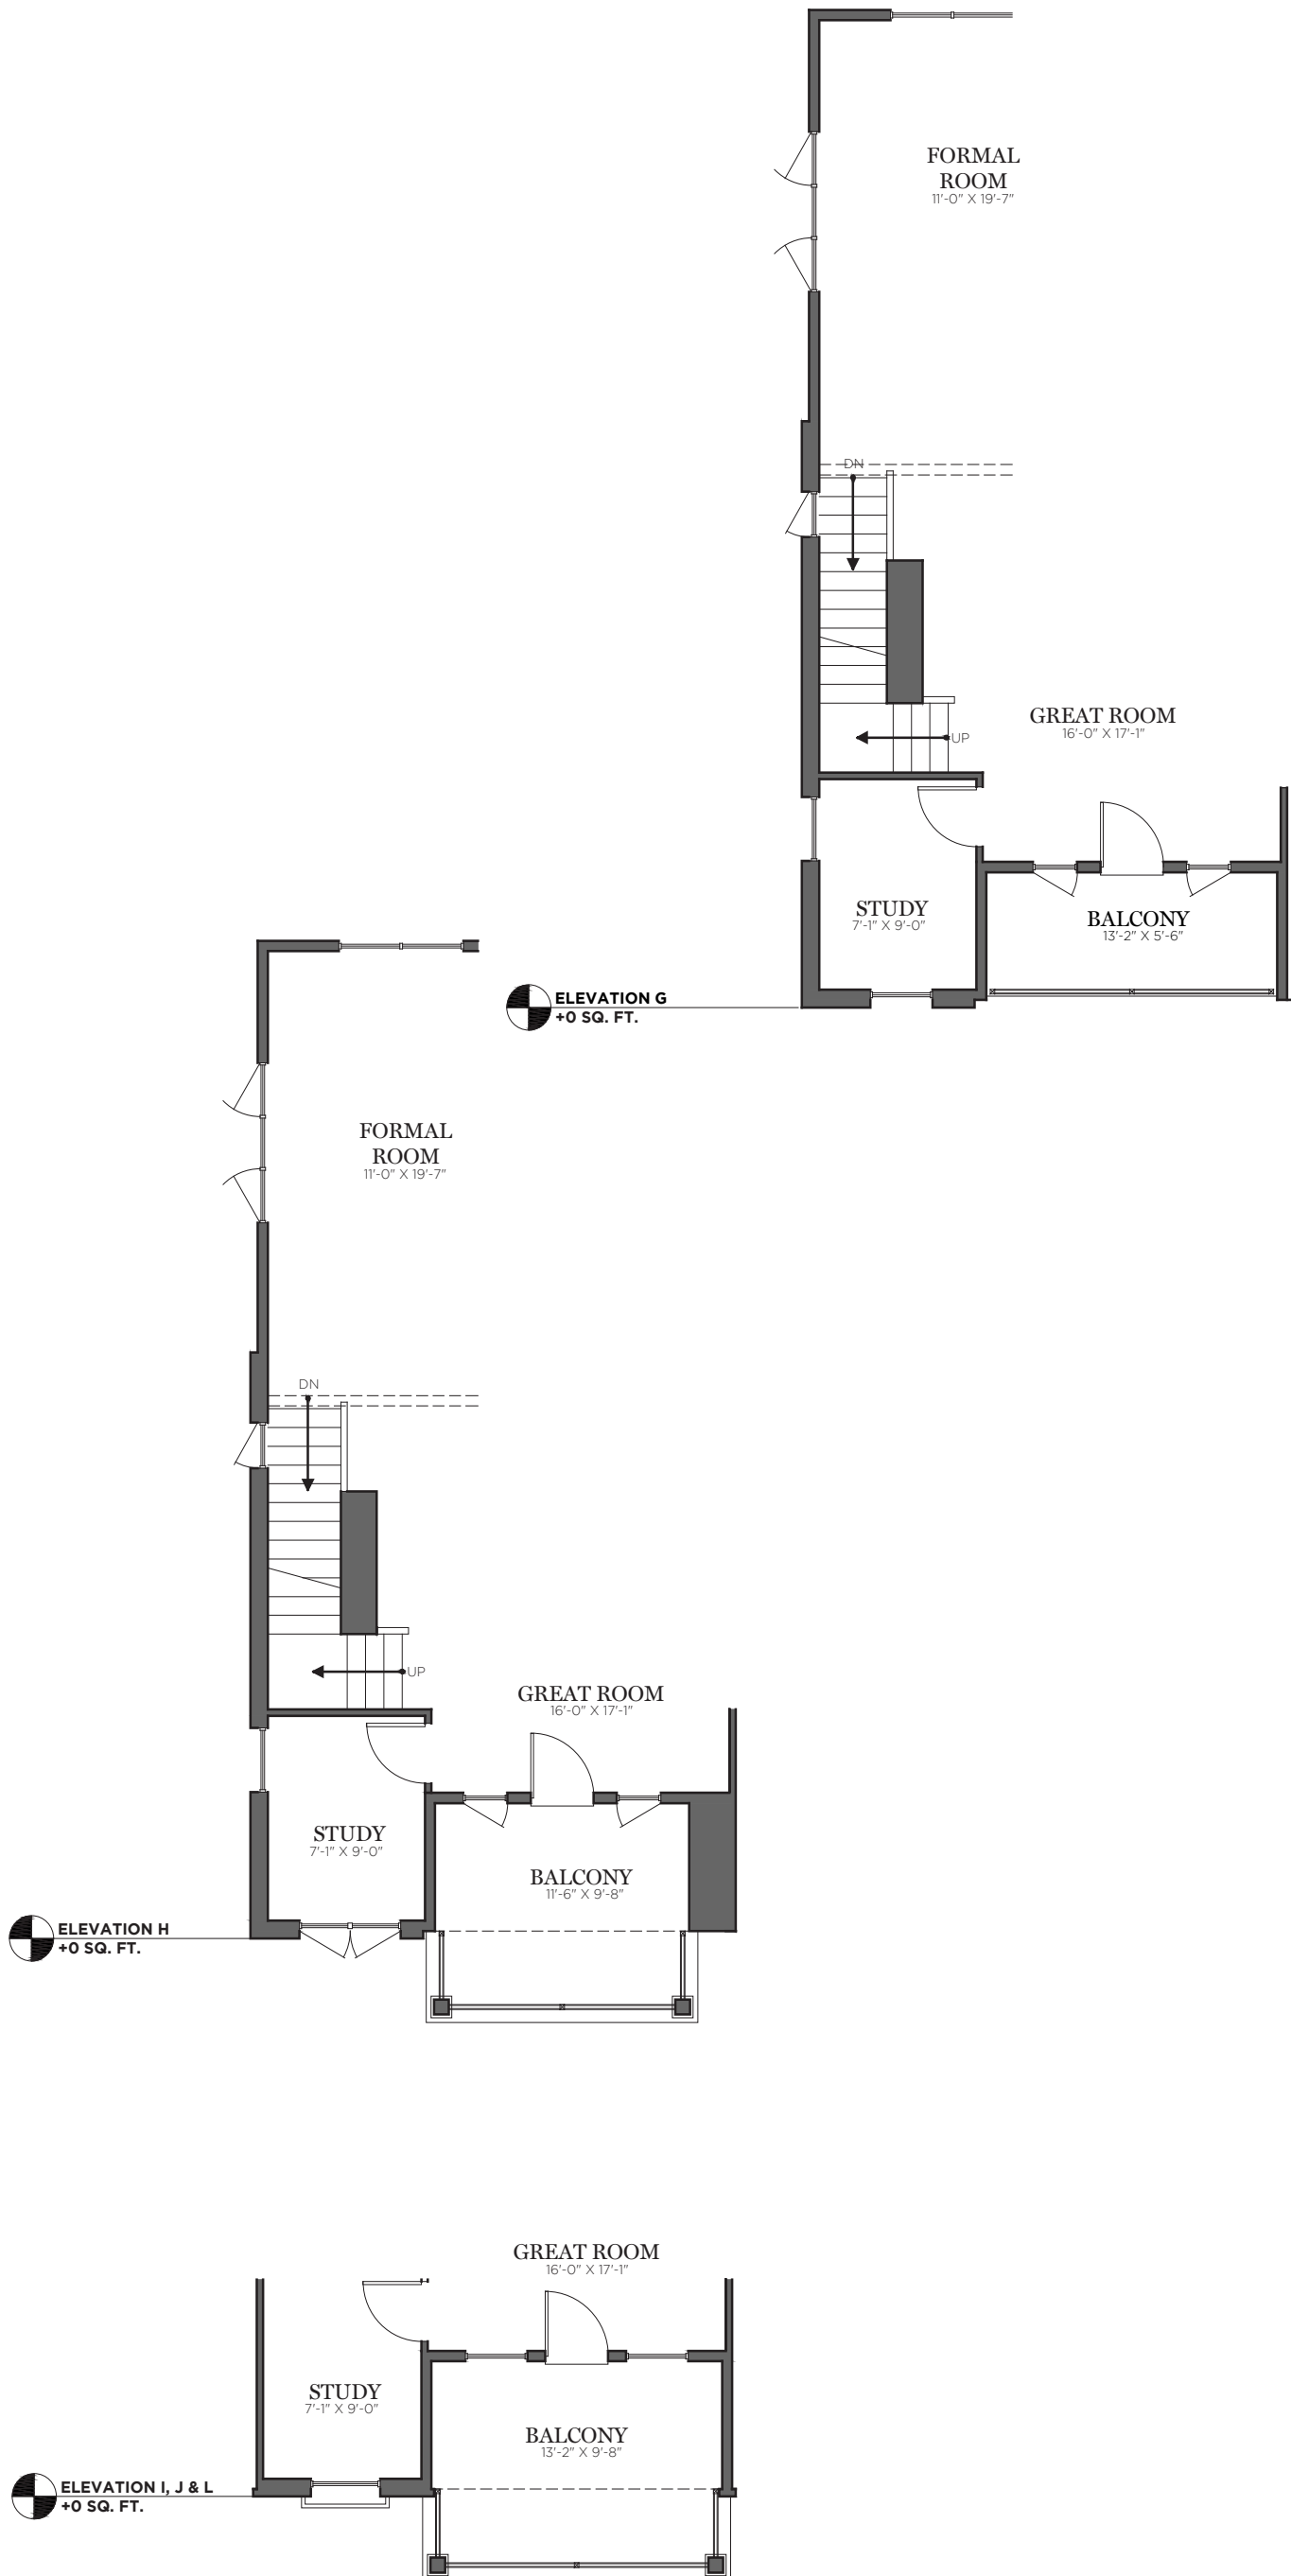 FORMAL
ROOM
11'-0" X 19'-7"
DN
GREAT ROOM
16'-0" X 17'-1"
UP
STUDY
7'-1" X 9'-0"
BALCONY
13'-2" X 5'-6"
ELEVATION G
+0 SQ. FT.
FORMAL
ROOM
11'-0" X 19'-7"
DN
UP
GREAT ROOM
16'-0" X 17'-1"
STUDY
7'-1" X 9'-0"
BALCONY
11'-6" X 9'-8"
ELEVATION H
+0 SQ. FT.
GREAT ROOM
16'-0" X 17'-1"
STUDY
7'-1" X 9'-0"
BALCONY
13'-2" X 9'-8"
ELEVATION I, J & L
+0 SQ. FT.